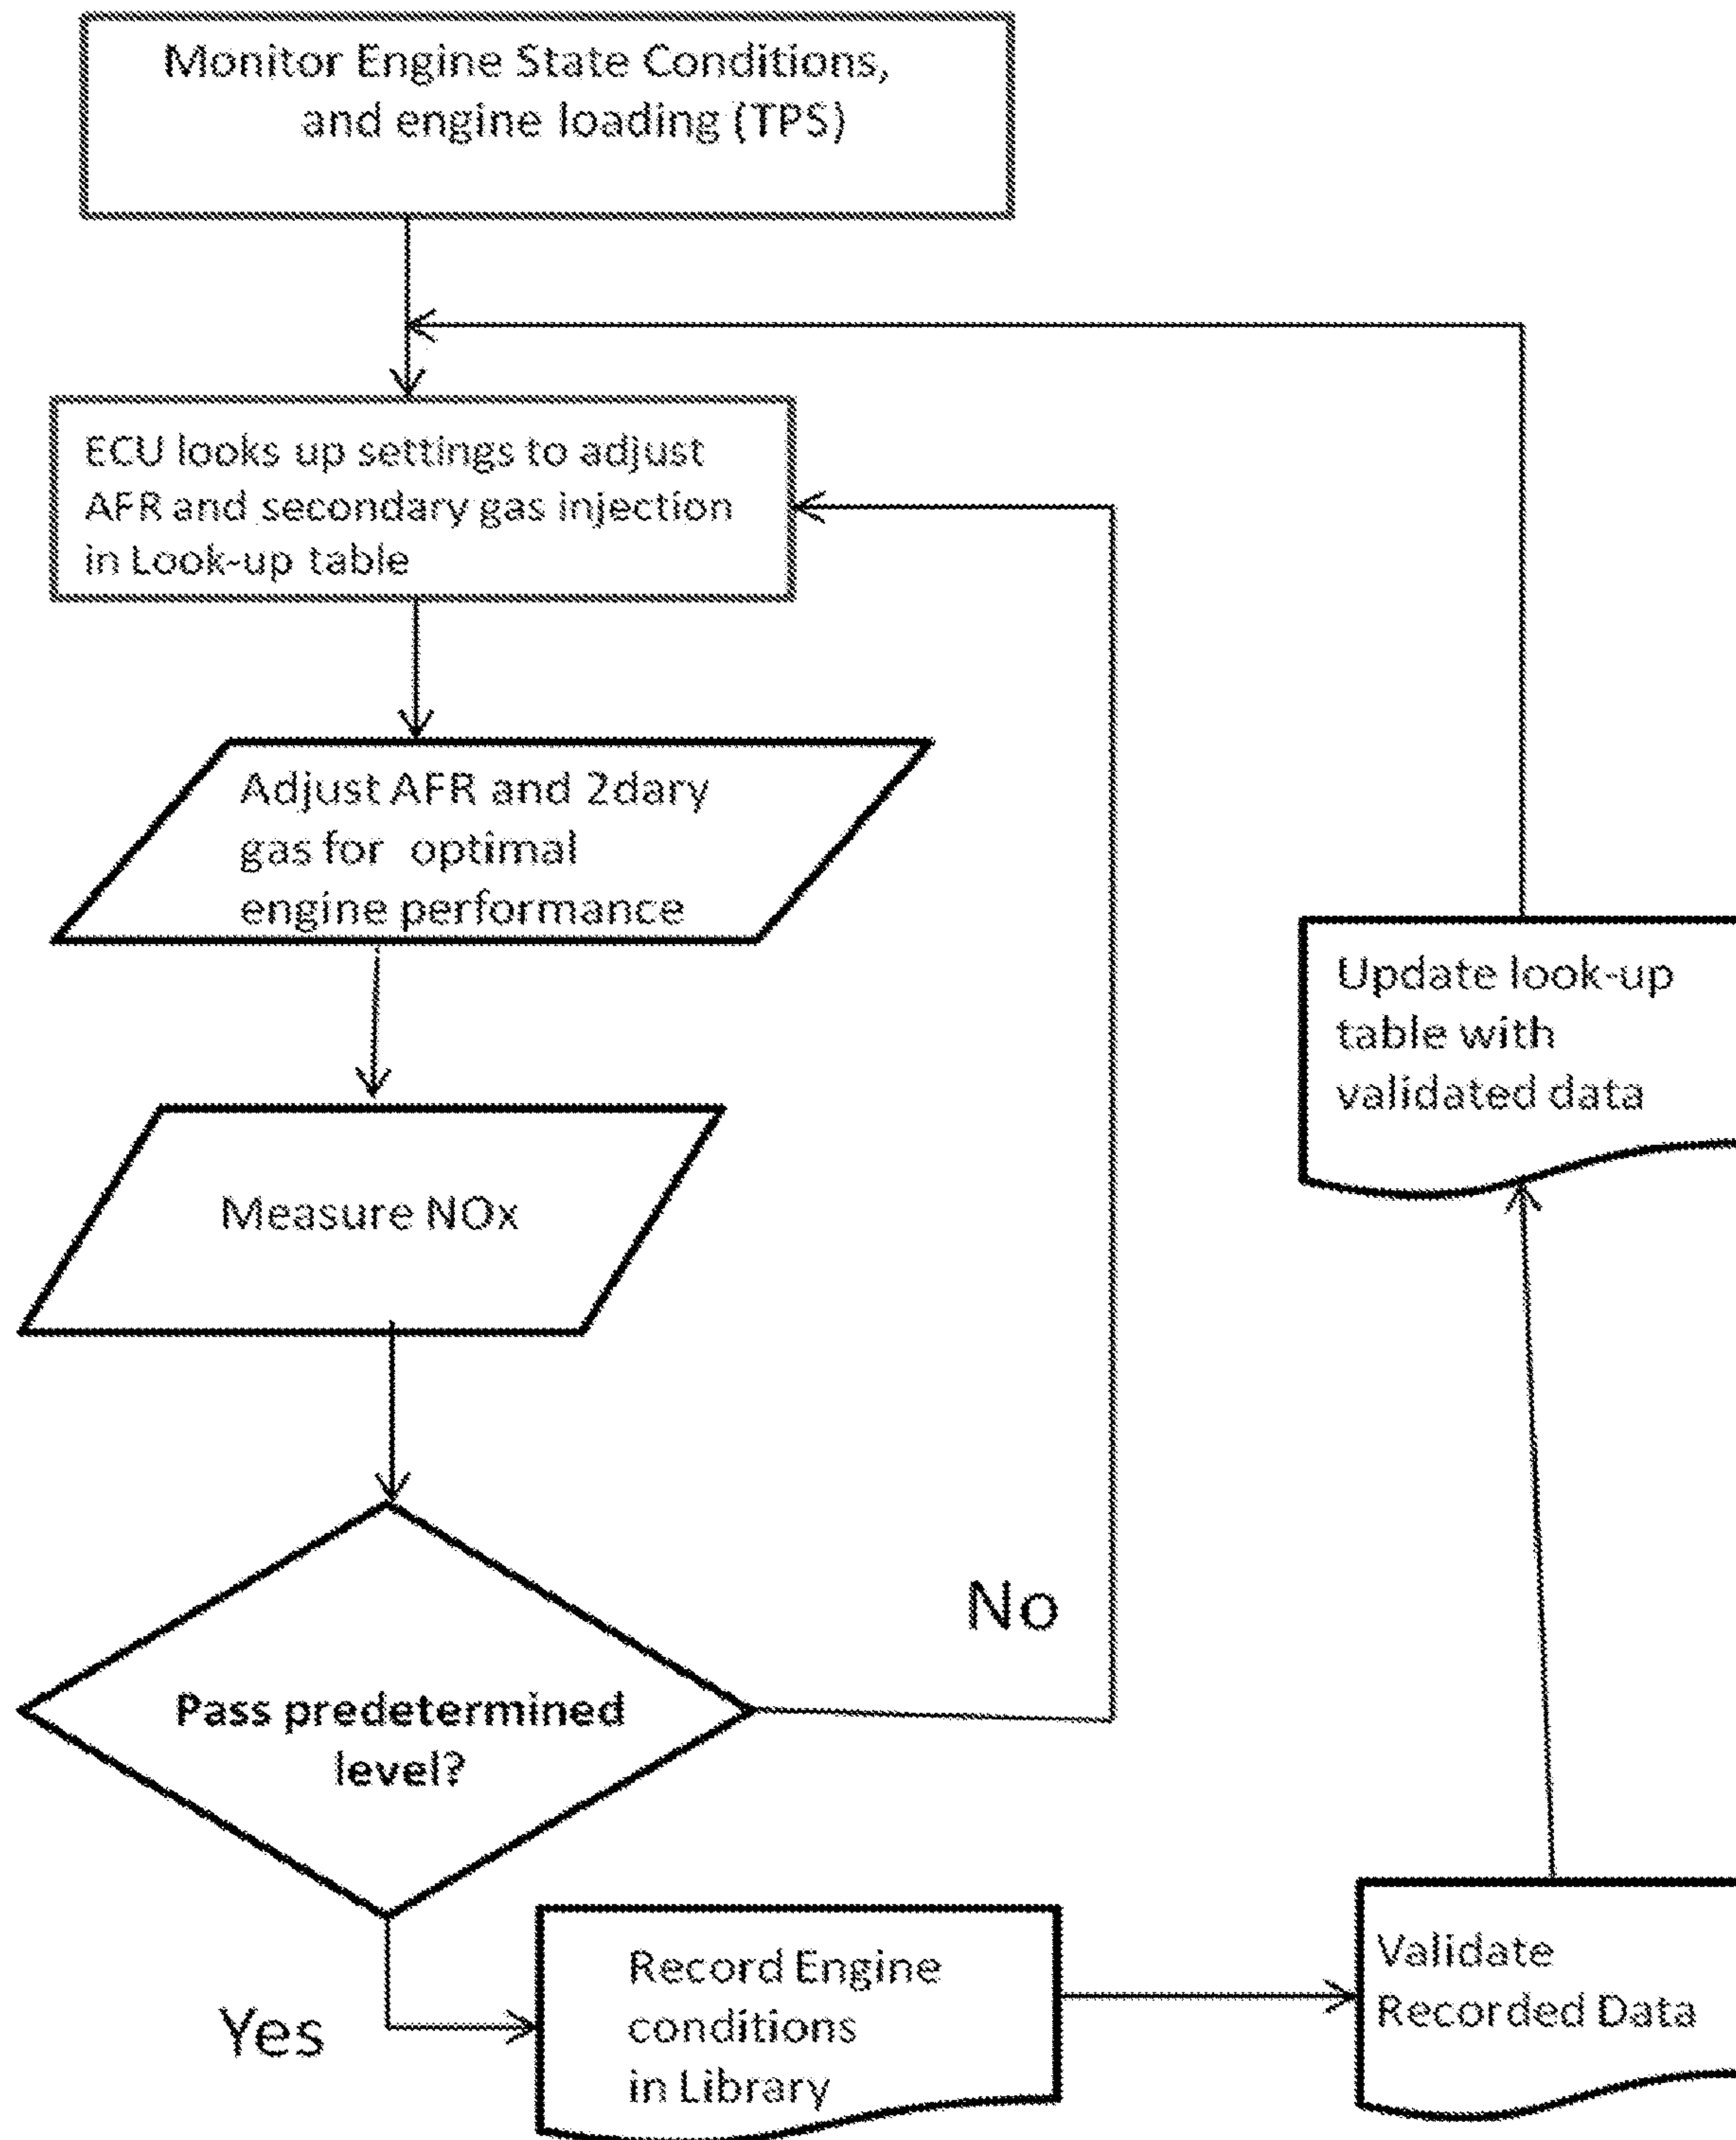 Monitor Engine State Conditions,
and engine loading (TPS)
ECU looks up settings to adjust
AFR and secondary gas injection
in Look-up table
Adjust AFR and 2dary
gas for optimal
engine performance
Measure NOx
Update look-up
table with
validated data
No
Pass predetermined
level?
Yes
Record Engine
conditions
in Library
Validate
Recorded Data